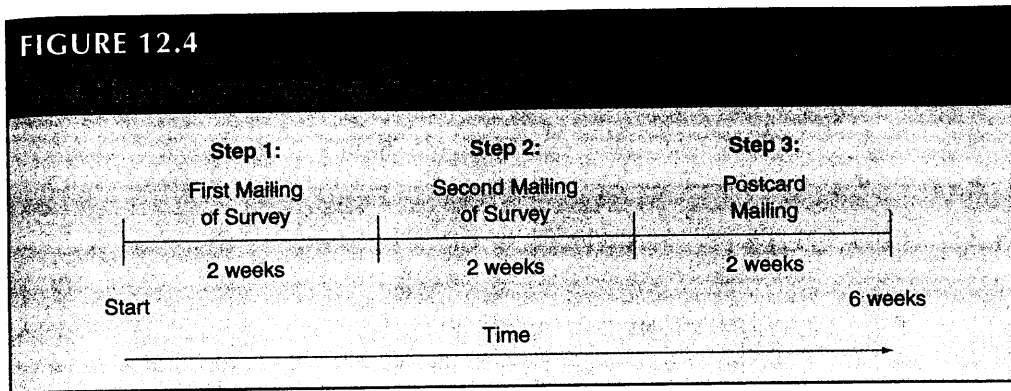 FIGURE 12.4
Step 1:
First Mailing
of Survey
Step 2:
Second Mailing
of Survey
Step 3:
Postcard
Mailing
2 weeks
2 weeks
2 weeks
Start
6 weeks
Time